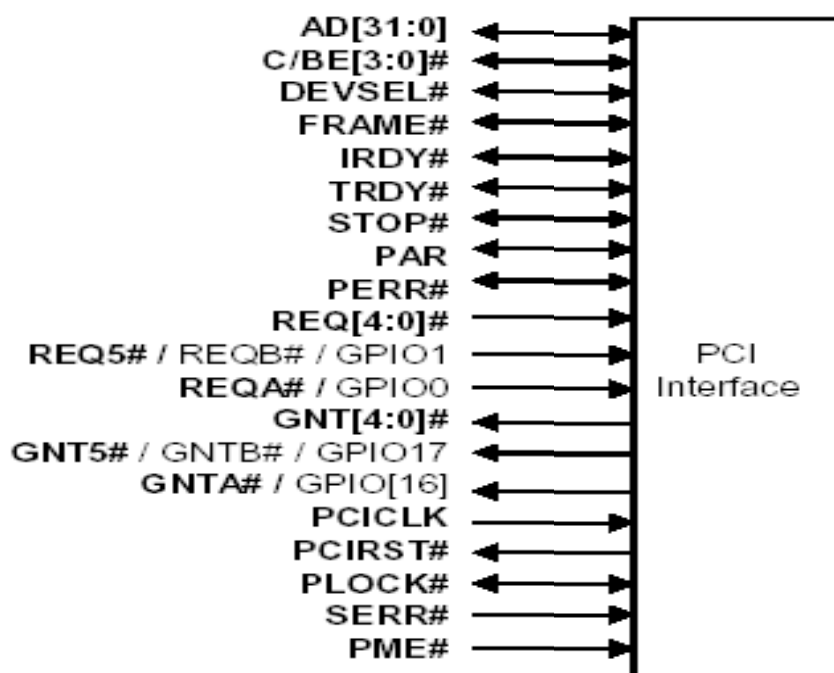 AD[31:0]
C/BE[3:0]#
DEVSEL#
FRAME#
IRDY#
TRDY#
STOP#
PAR
PERR#
REQ[4:0]#
REQ5# / REQB# / GPIO1
REQA# / GPIO0
GNT[4:0]#
GNT5# / GNTB# / GPIO17
GNTA# / GPIO[16]
PCICLK
PCIRST#
PLOCK#
SERR#
PME#
PCI
Interface